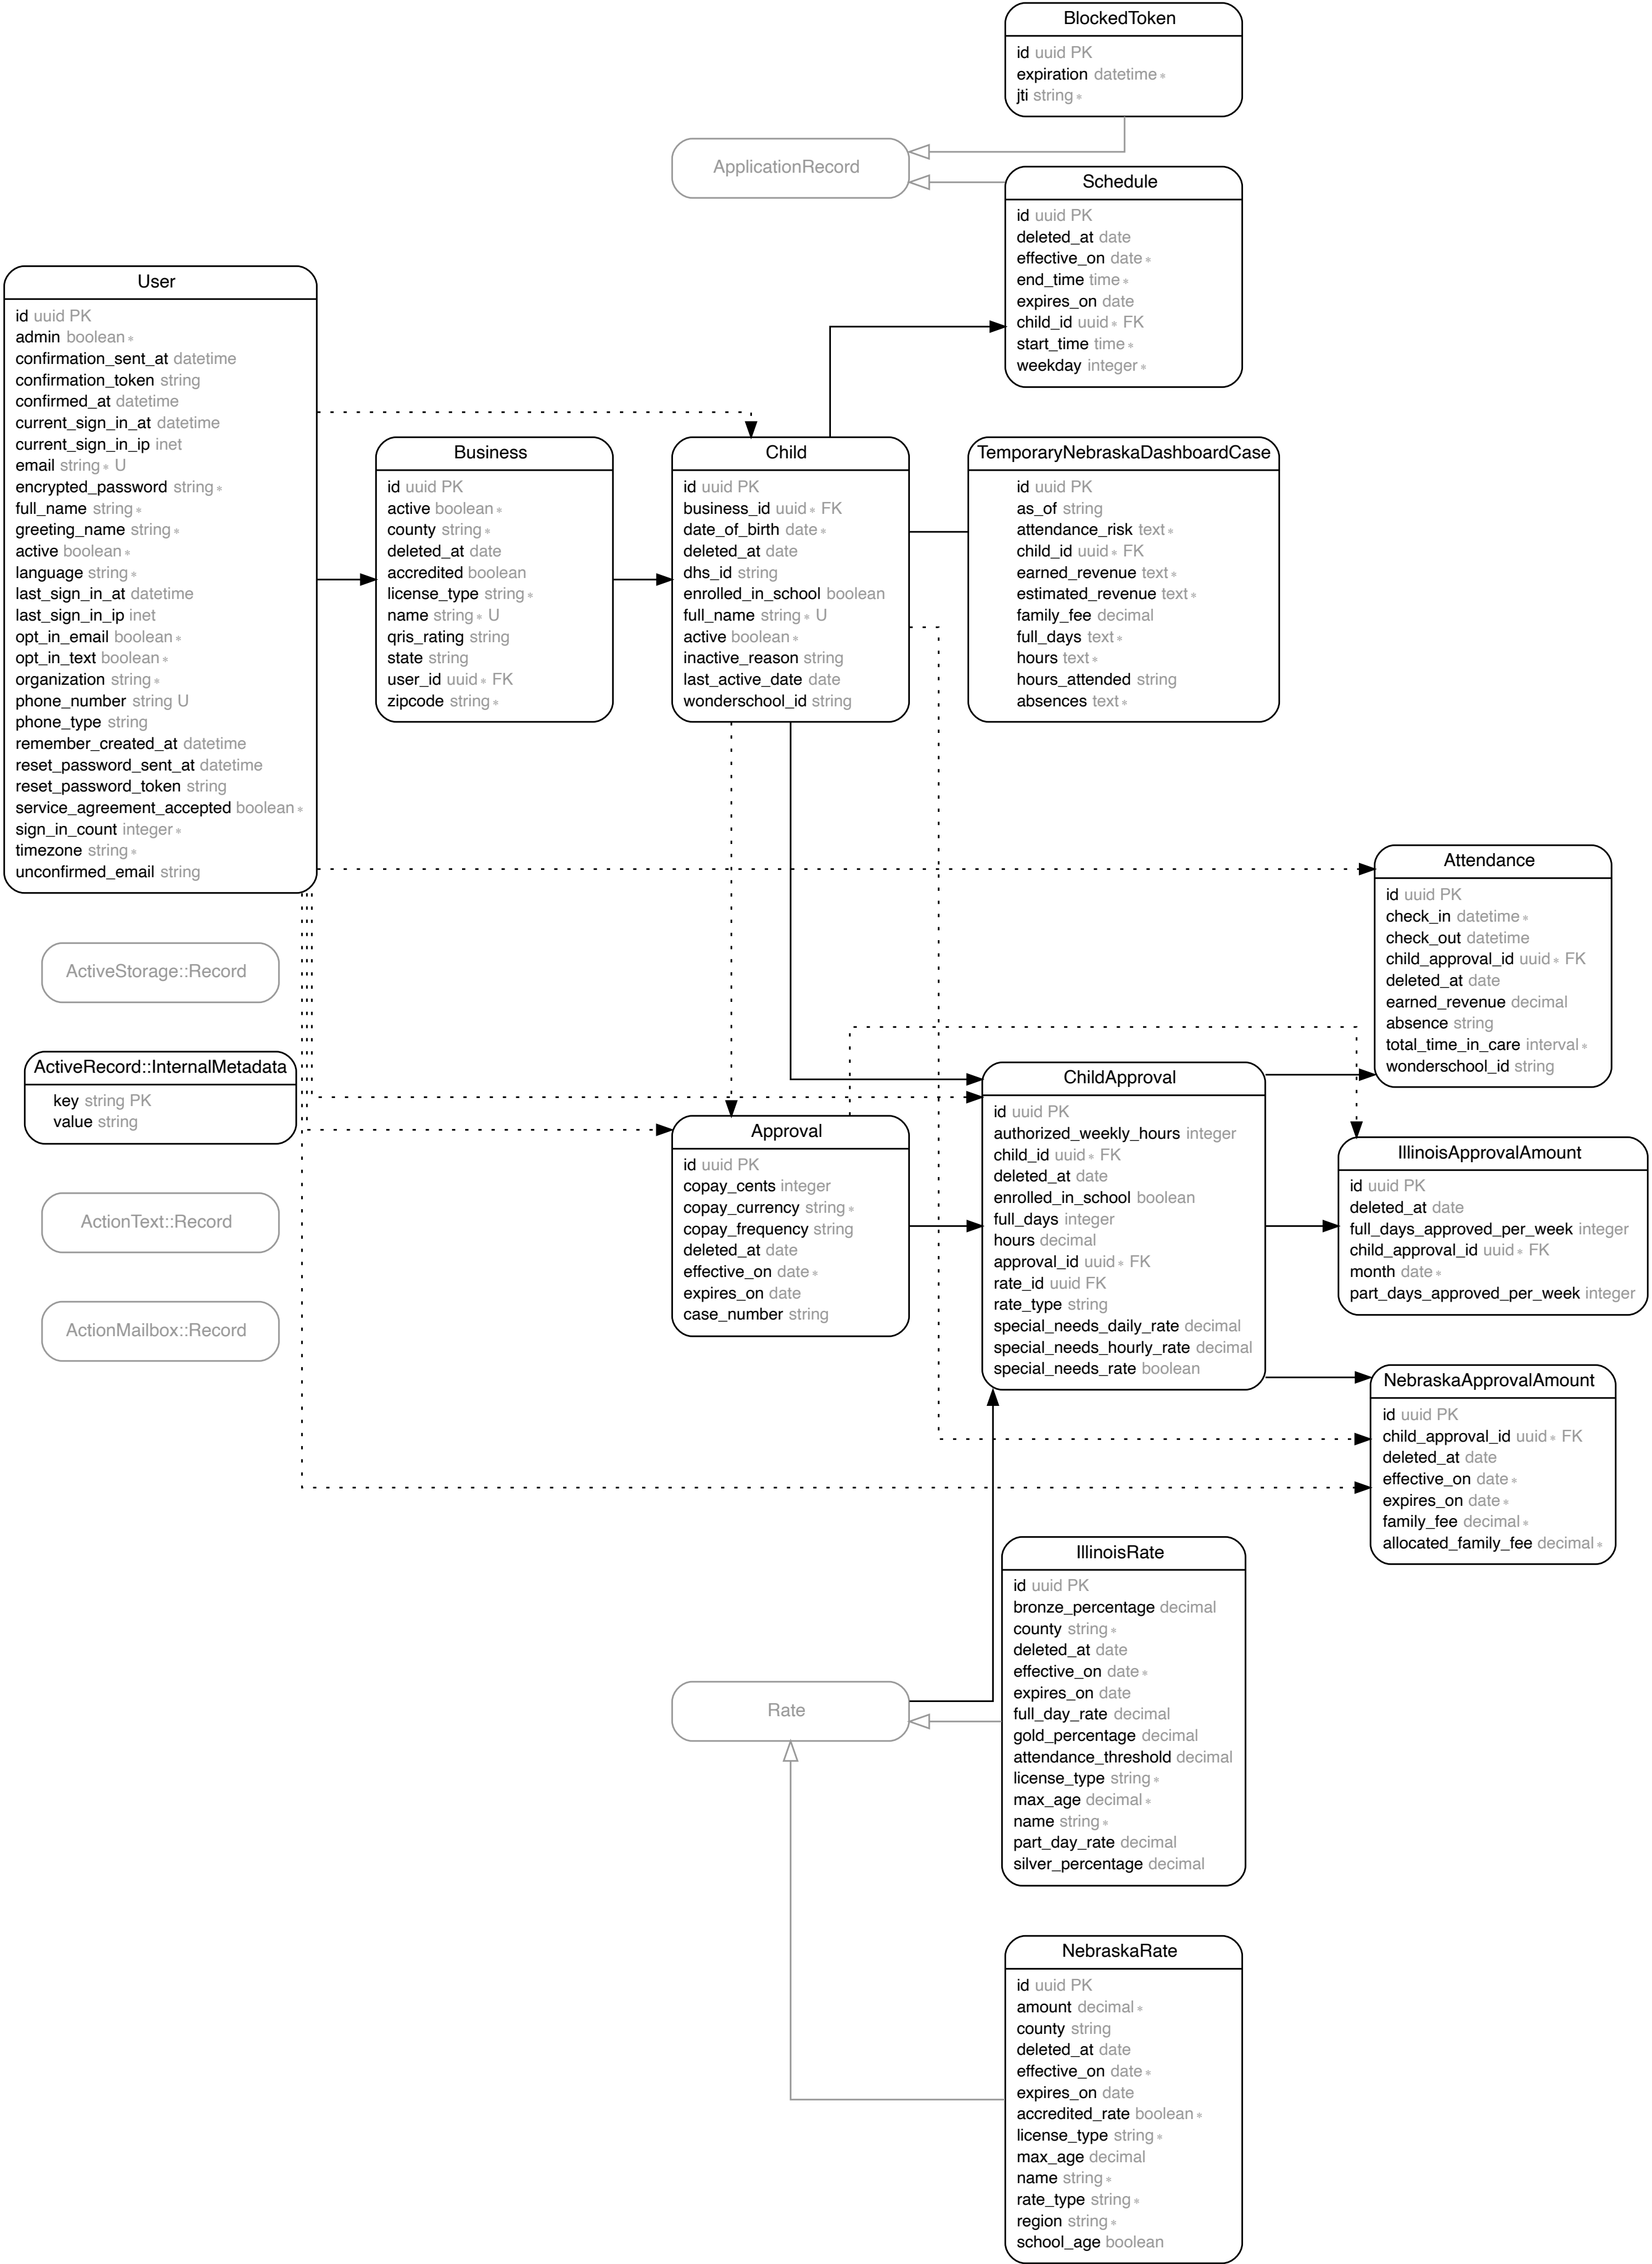 BlockedToken
id uuid PK
expiration datetime *
jti string *
ApplicationRecord
Schedule
id uuid PK
deleted_at date
effective_on date *
end_time time *
expires_on date
child_id uuid * FK
start_time time *
weekday integer *
User
id uuid PK
admin boolean *
confirmation_sent_at datetime
confirmation_token string
confirmed_at datetime
current_sign_in_at datetime
current_sign_in_ip inet
email string * U
encrypted_password string *
full_name string *
greeting_name string *
active boolean *
language string *
last_sign_in_at datetime
last_sign_in_ip inet
opt_in_email boolean *
opt_in_text boolean *
organization string *
phone_number string U
phone_type string
remember_created_at datetime
reset_password_sent_at datetime
reset_password_token string
service_agreement_accepted boolean *
sign_in_count integer *
timezone string *
unconfirmed_email string
Business
id uuid PK
active boolean *
county string *
deleted_at date
accredited boolean
license_type string *
name string * U
qris_rating string
state string
user_id uuid * FK
zipcode string *
Child
id uuid PK
business_id uuid * FK
date_of_birth date *
deleted_at date
dhs_id string
enrolled_in_school boolean
full_name string * U
active boolean *
inactive_reason string
last_active_date date
wonderschool_id string
TemporaryNebraskaDashboardCase
id uuid PK
as_of string
attendance_risk text *
child_id uuid * FK
earned_revenue text *
estimated_revenue text *
family_fee decimal
full_days text *
hours text *
hours_attended string
absences text *
Attendance
id uuid PK
check_in datetime *
check_out datetime
child_approval_id uuid * FK
deleted_at date
earned_revenue decimal
absence string
total_time_in_care interval *
wonderschool_id string
ActiveStorage::Record
ActiveRecord::InternalMetadata
key string PK
value string
ActionText::Record
ActionMailbox::Record
Approval
id uuid PK
copay_cents integer
copay_currency string *
copay_frequency string
deleted_at date
effective_on date *
expires_on date
case_number string
ChildApproval
id uuid PK
authorized_weekly_hours integer
child_id uuid * FK
deleted_at date
enrolled_in_school boolean
full_days integer
hours decimal
approval_id uuid * FK
rate_id uuid FK
rate_type string
special_needs_daily_rate decimal
special_needs_hourly_rate decimal
special_needs_rate boolean
IllinoisApprovalAmount
id uuid PK
deleted_at date
full_days_approved_per_week integer
child_approval_id uuid * FK
month date *
part_days_approved_per_week integer
NebraskaApprovalAmount
id uuid PK
child_approval_id uuid * FK
deleted_at date
effective_on date *
expires_on date *
family_fee decimal *
allocated_family_fee decimal *
IllinoisRate
id uuid PK
bronze_percentage decimal
county string *
deleted_at date
effective_on date *
expires_on date
full_day_rate decimal
gold_percentage decimal
attendance_threshold decimal
license_type string *
max_age decimal *
name string *
part_day_rate decimal
silver_percentage decimal
Rate
NebraskaRate
id uuid PK
amount decimal *
county string
deleted_at date
effective_on date *
expires_on date
accredited_rate boolean *
license_type string *
max_age decimal
name string *
rate_type string *
region string *
school_age boolean